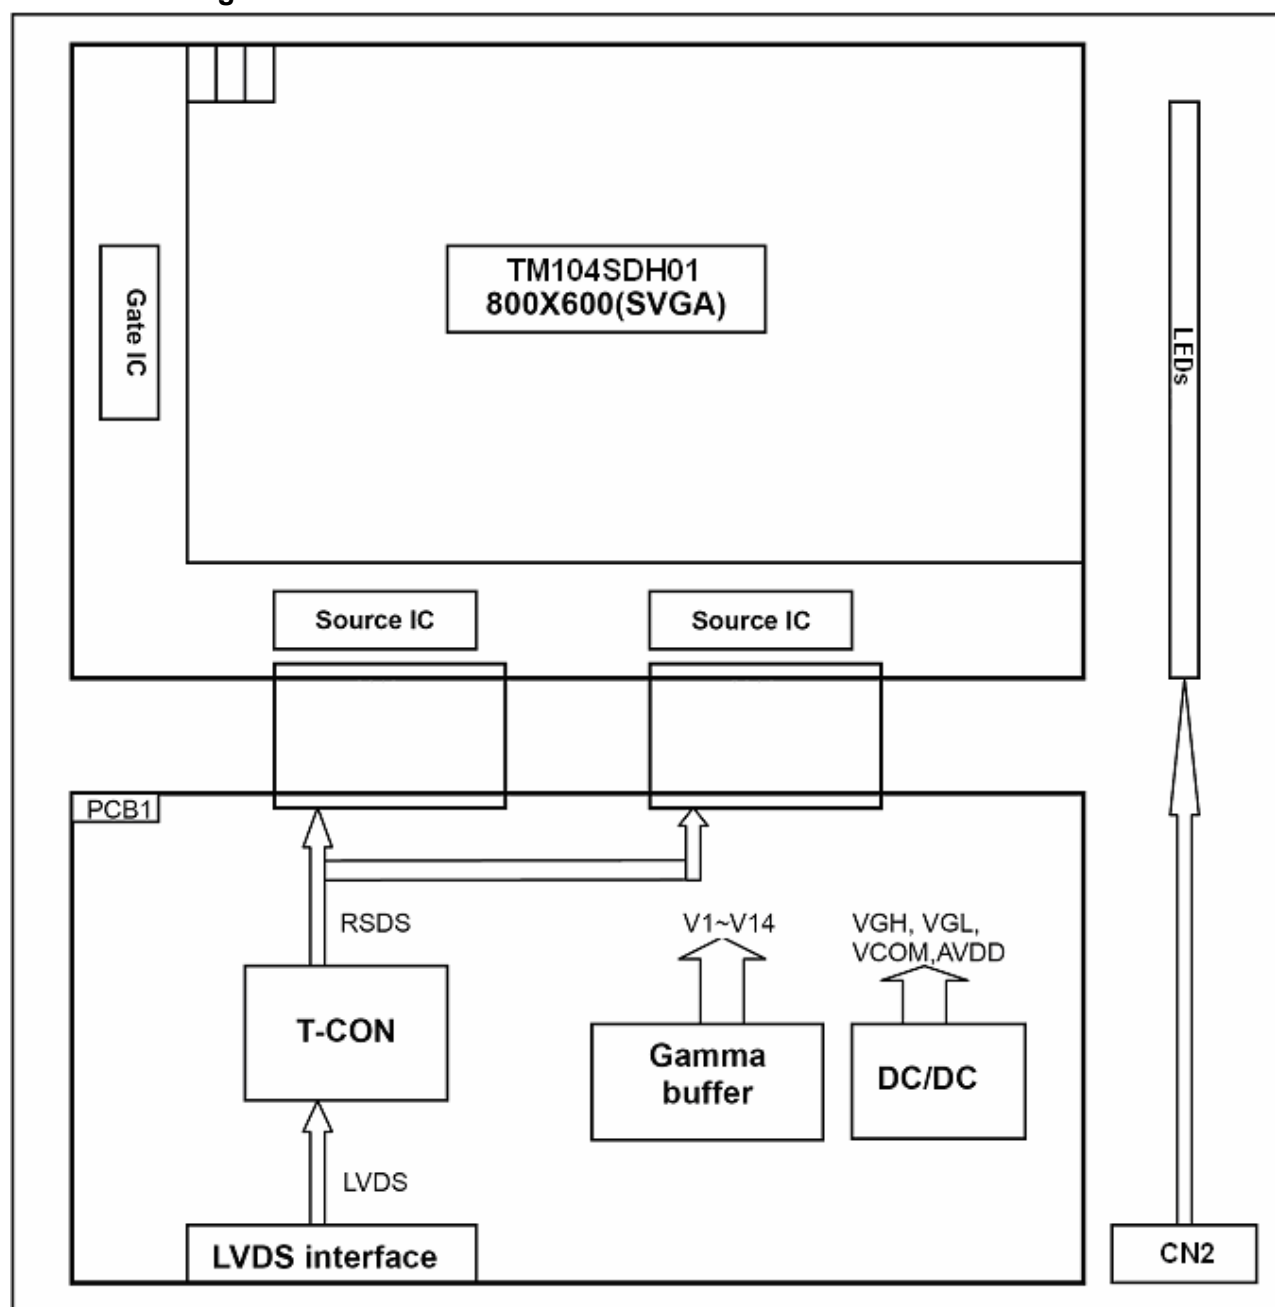 TM104SDH01
800X600(SVGA)
Gate IC
LEDs
Source IC
Source IC
PCB1
RSDS
V1~V14
VGH, VGL,
VCOM,AVDD
T-CON
Gamma
buffer
DC/DC
LVDS
LVDS interface
CN2